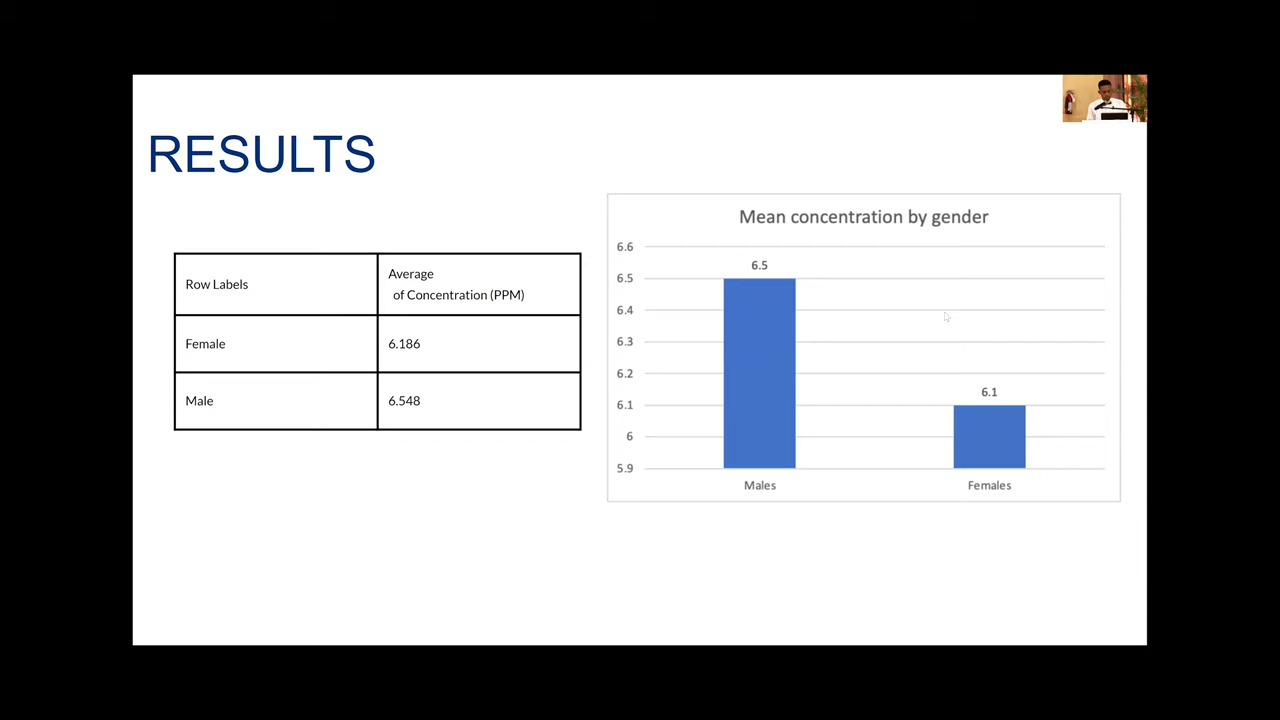 RESULTS
Row Labels
Average
of Concentration (PPM)
Female
6.186
Male
6.548
Mean concentration by gender
6.6
6.5
6.4
6.3
6.2
6.1
6
5.9
6.5
6.1
Males
Females